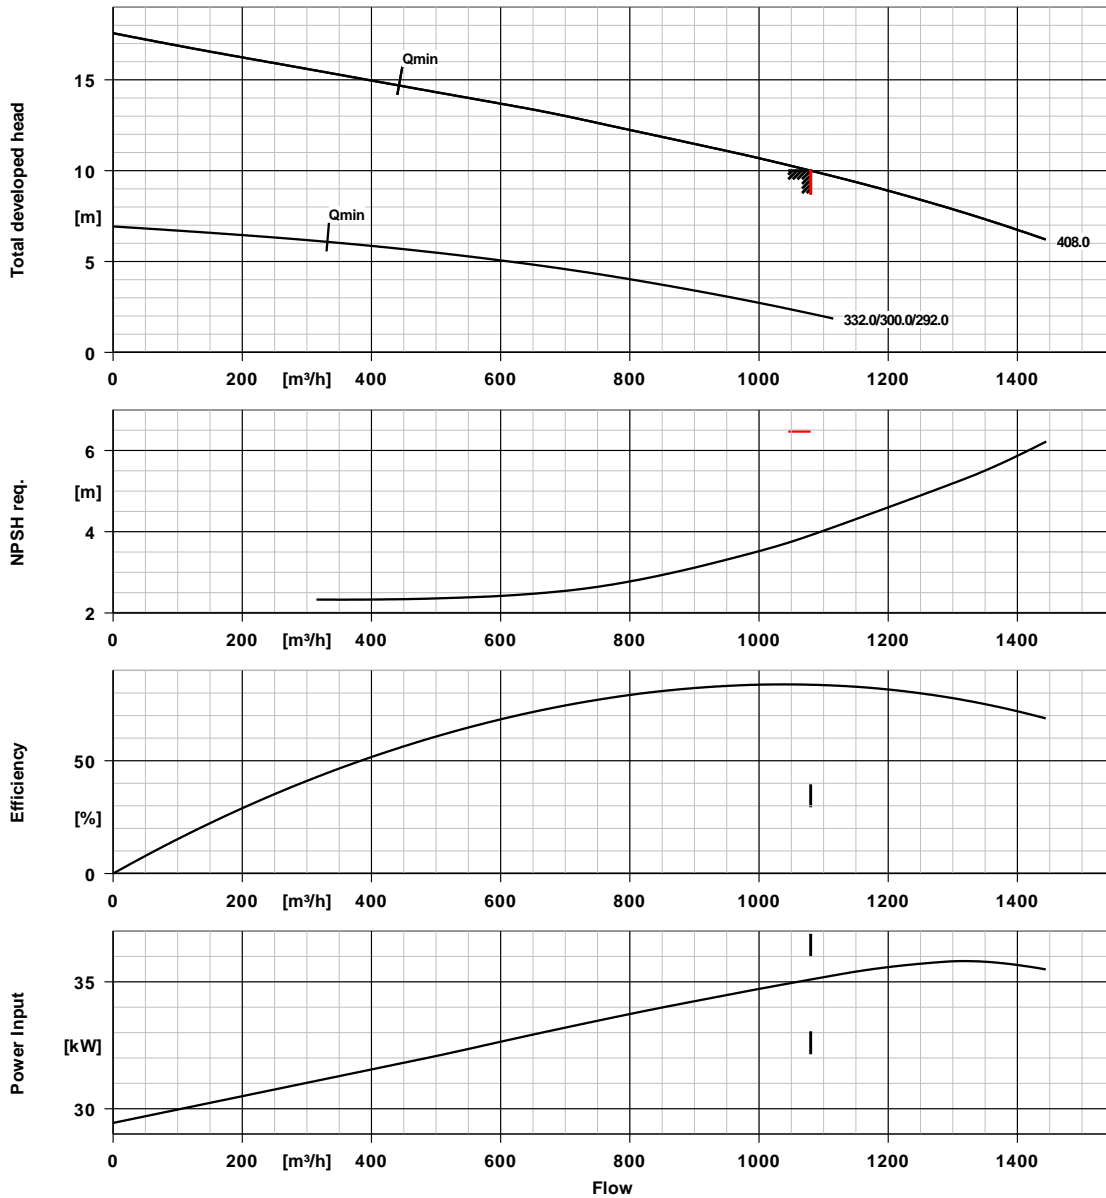 Total developed head
[m]
15
10
5
0
Qmin
Qmin
408.0
332.0/300.0/292.0
0 200 [m³/h] 400 600 800 1000 1200 1400
NPSH req.
[m]
6
4
2
0 200 [m³/h] 400 600 800 1000 1200 1400
Efficiency
[%]
50
0
0 200 [m³/h] 400 600 800 1000 1200 1400
Power Input
[kW]
35
30
0 200 [m³/h] 400 600 800 1000 1200 1400
Flow